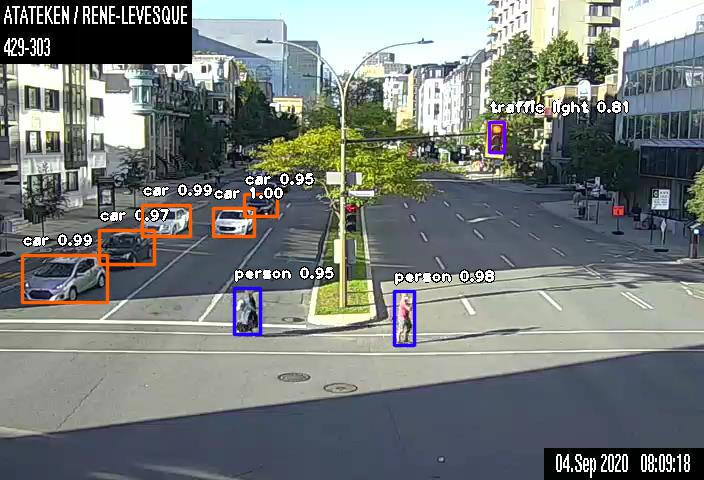 ATATEKEN / RENE-LEVESQUE
429-303
traffic light 0.81
car 0.95
car 0.99
car 1.00
car 0.97
car 0.99
person 0.95
person 0.98
04.Sep 2020 08:09:18